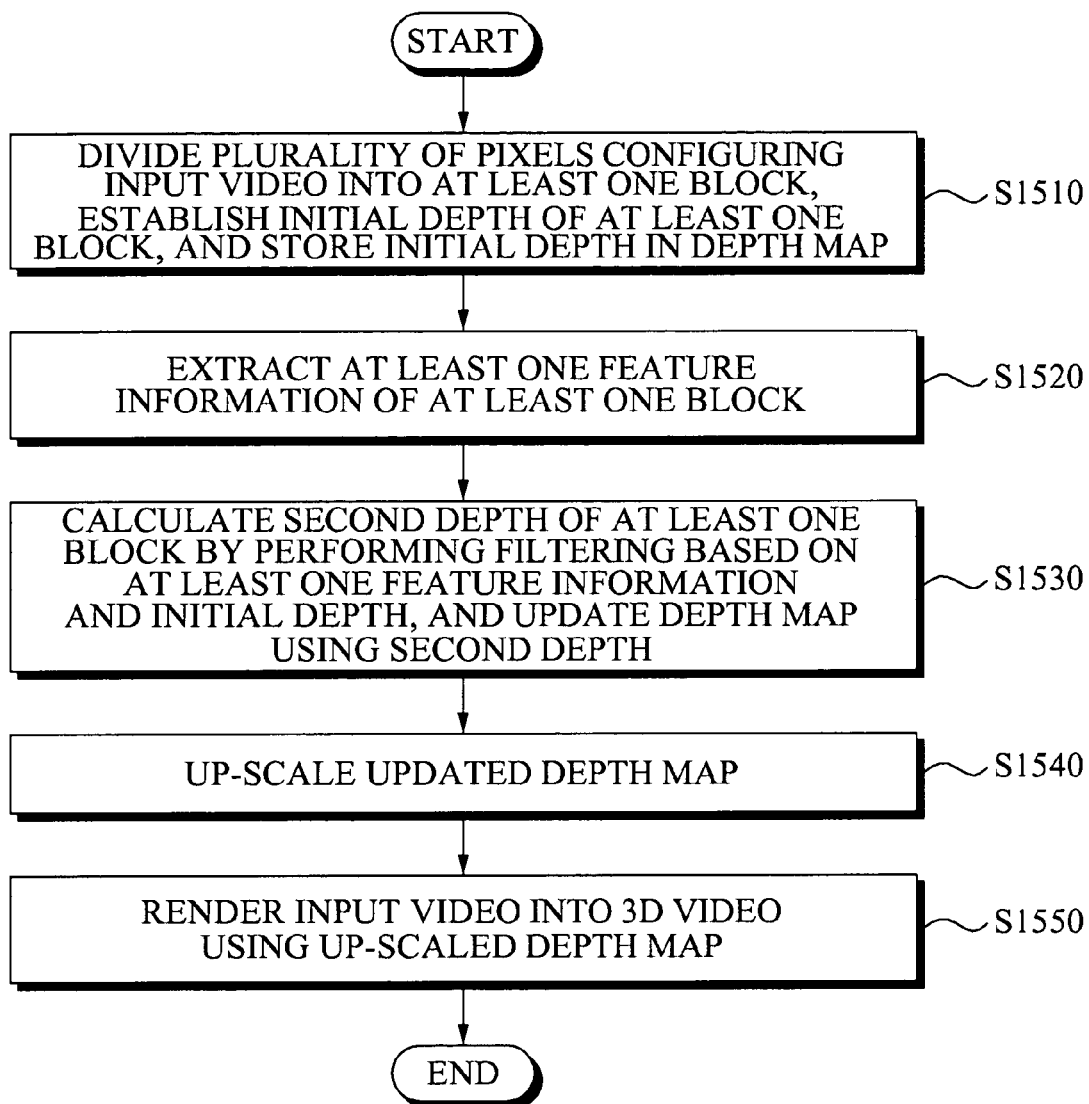 START
DIVIDE PLURALITY OF PIXELS CONFIGURING
INPUT VIDEO INTO AT LEAST ONE BLOCK,
ESTABLISH INITIAL DEPTH OF AT LEAST ONE
BLOCK, AND STORE INITIAL DEPTH IN DEPTH MAP
S1510
EXTRACT AT LEAST ONE FEATURE
INFORMATION OF AT LEAST ONE BLOCK
S1520
CALCULATE SECOND DEPTH OF AT LEAST ONE
BLOCK BY PERFORMING FILTERING BASED ON
AT LEAST ONE FEATURE INFORMATION
AND INITIAL DEPTH, AND UPDATE DEPTH MAP
USING SECOND DEPTH
S1530
UP-SCALE UPDATED DEPTH MAP
S1540
RENDER INPUT VIDEO INTO 3D VIDEO
USING UP-SCALED DEPTH MAP
S1550
END